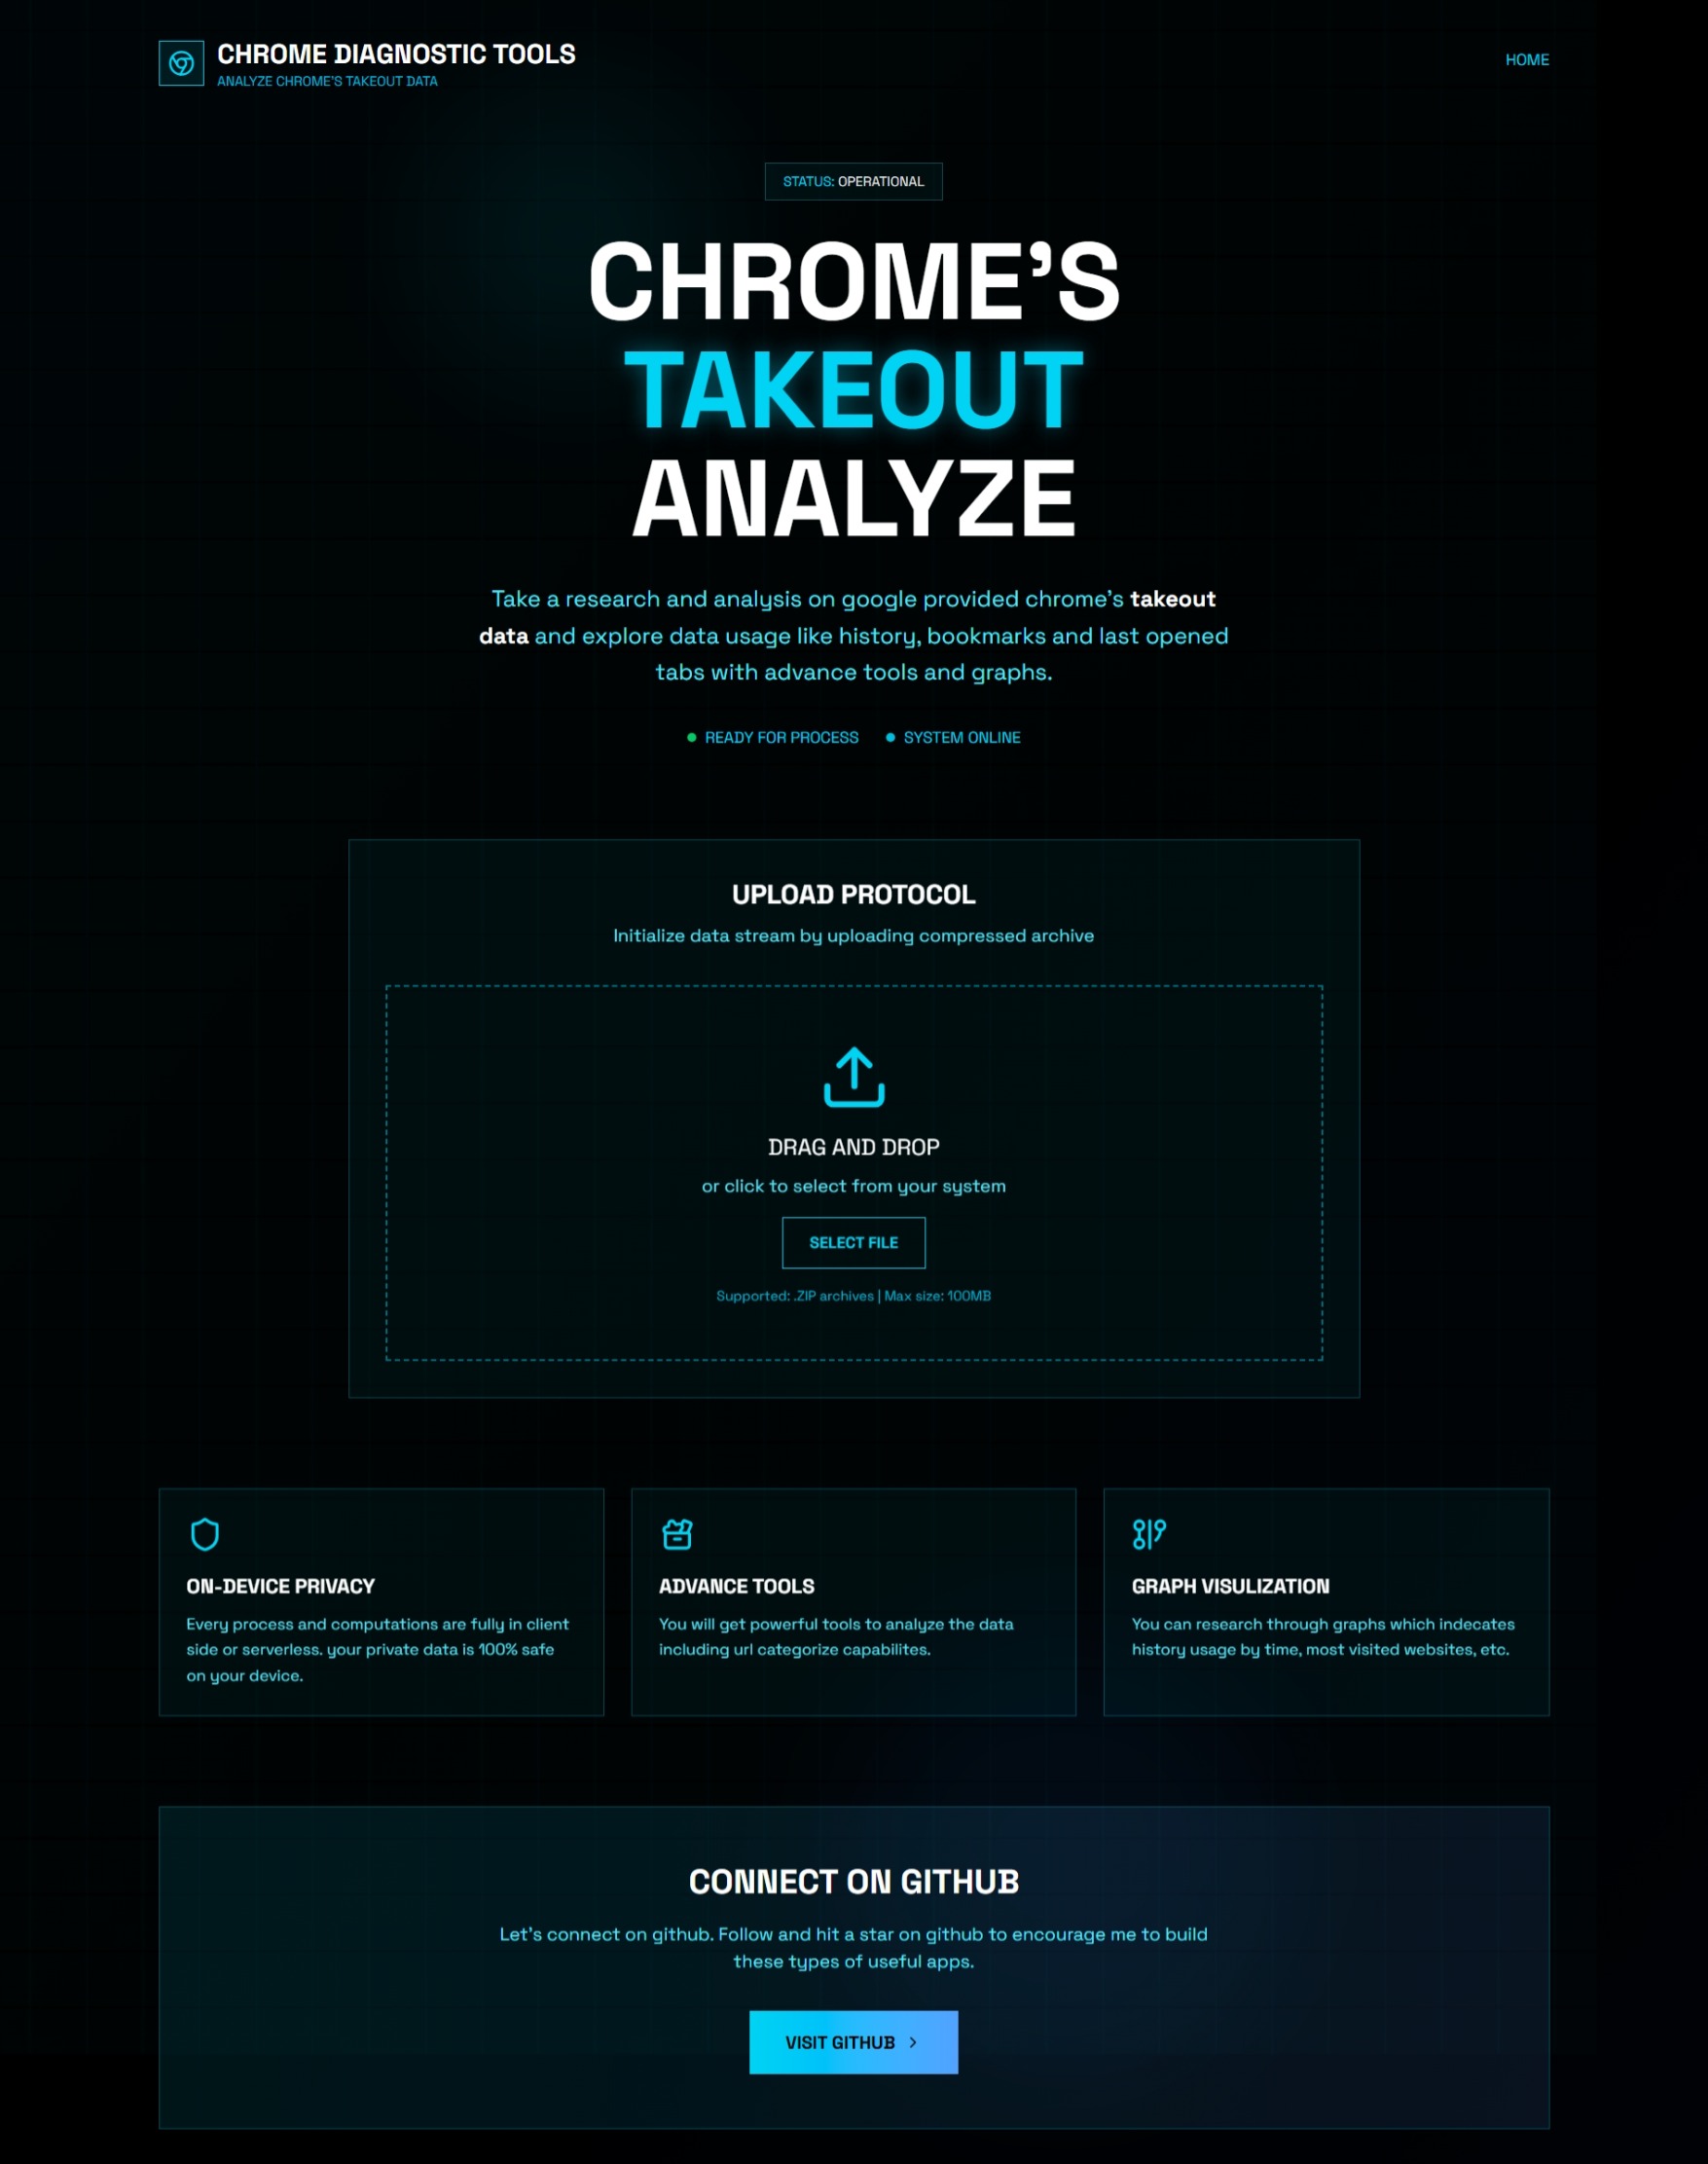 CHROME DIAGNOSTIC TOOLS
ANALYZE CHROME'S TAKEOUT DATA
HOME
STATUS: OPERATIONAL
CHROME'S
TAKEOUT
ANALYZE
Take a research and analysis on google provided chrome's takeout
data and explore data usage like history, bookmarks and last opened
tabs with advance tools and graphs.
READY FOR PROCESS
SYSTEM ONLINE
UPLOAD PROTOCOL
Initialize data stream by uploading compressed archive
DRAG AND DROP
or click to select from your system
SELECT FILE
Supported: .ZIP archives | Max size: 100MB
ON-DEVICE PRIVACY
Every process and computations are fully in client
side or serverless. your private data is 100% safe
on your device.
ADVANCE TOOLS
You will get powerful tools to analyze the data
including url categorize capabilites.
GRAPH VISULIZATION
You can research through graphs which indecates
history usage by time, most visited websites, etc.
CONNECT ON GITHUB
Let's connect on github. Follow and hit a star on github to encourage me to build
these types of useful apps.
VISIT GITHUB